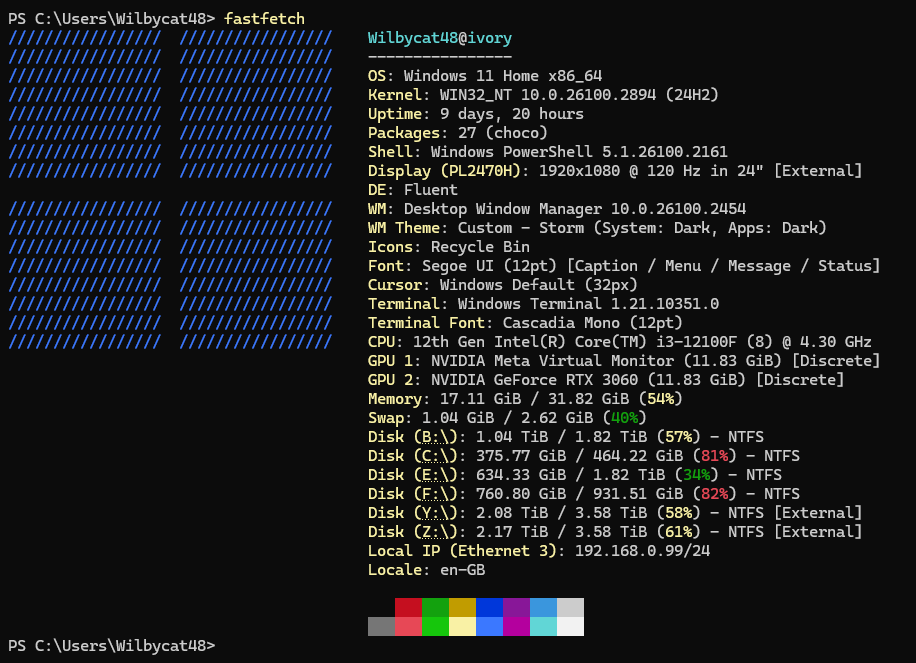 PS C:\Users\Wilbycat48> fastfetch
///////////////// /////////////////    Wilbycat48@ivory
///////////////// /////////////////    ----------------
///////////////// /////////////////    OS: Windows 11 Home x86_64
///////////////// /////////////////    Kernel: WIN32_NT 10.0.26100.2894 (24H2)
///////////////// /////////////////    Uptime: 9 days, 20 hours
///////////////// /////////////////    Packages: 27 (choco)
///////////////// /////////////////    Shell: Windows PowerShell 5.1.26100.2161
///////////////// /////////////////    Display (PL2470H): 1920x1080 @ 120 Hz in 24" [External]
DE: Fluent
///////////////// /////////////////    WM: Desktop Window Manager 10.0.26100.2454
///////////////// /////////////////    WM Theme: Custom - Storm (System: Dark, Apps: Dark)
///////////////// /////////////////    Icons: Recycle Bin
///////////////// /////////////////    Font: Segoe UI (12pt) [Caption / Menu / Message / Status]
///////////////// /////////////////    Cursor: Windows Default (32px)
///////////////// /////////////////    Terminal: Windows Terminal 1.21.10351.0
///////////////// /////////////////    Terminal Font: Cascadia Mono (12pt)
///////////////// /////////////////    CPU: 12th Gen Intel(R) Core(TM) i3-12100F (8) @ 4.30 GHz
GPU 1: NVIDIA Meta Virtual Monitor (11.83 GiB) [Discrete]
GPU 2: NVIDIA GeForce RTX 3060 (11.83 GiB) [Discrete]
Memory: 17.11 GiB / 31.82 GiB (54%)
Swap: 1.04 GiB / 2.62 GiB (40%)
Disk (B:\): 1.04 TiB / 1.82 TiB (57%) - NTFS
Disk (C:\): 375.77 GiB / 464.22 GiB (81%) - NTFS
Disk (E:\): 634.33 GiB / 1.82 TiB (34%) - NTFS
Disk (F:\): 760.80 GiB / 931.51 GiB (82%) - NTFS
Disk (Y:\): 2.08 TiB / 3.58 TiB (58%) - NTFS [External]
Disk (Z:\): 2.17 TiB / 3.58 TiB (61%) - NTFS [External]
Local IP (Ethernet 3): 192.168.0.99/24
Locale: en-GB
PS C:\Users\Wilbycat48>